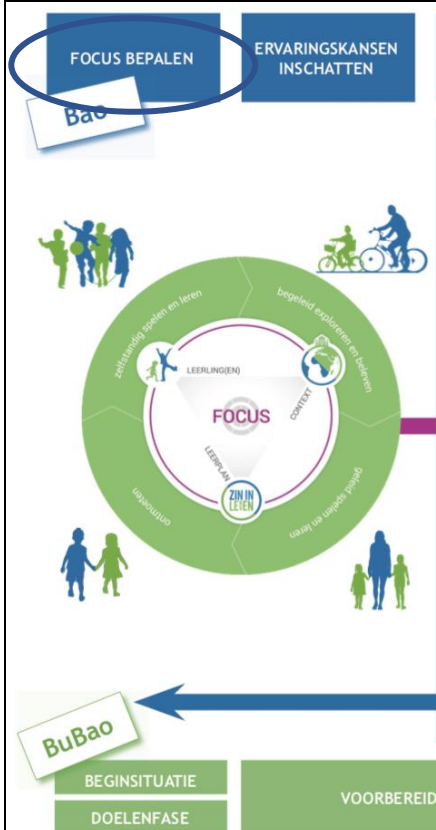 FOCUS BEPALEN
ERVARINGSKANSEN
INSCHATTEN
Bao
zelfstandig spelen en leren
begeleid exploreren en beleven
LEERLING(EN)
CONTEXT
FOCUS
LEERPLAN
ZIN IN
LEREN
LEVEN
ontmoeten
geleid spelen en leren
BuBao
BEGINSITUATIE
DOELENFASE
VOORBEREID